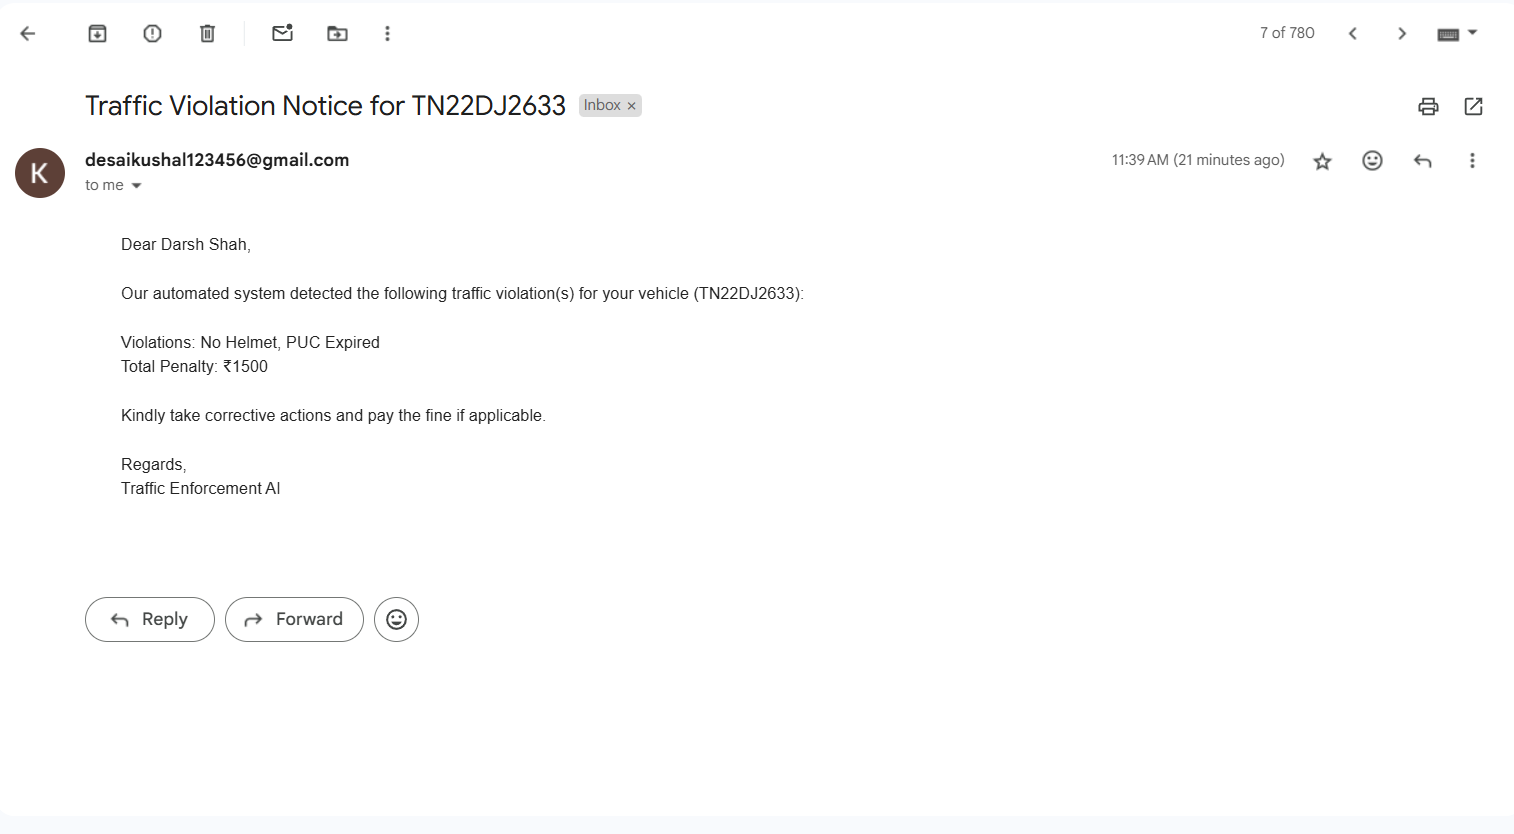 7 of 780
Traffic Violation Notice for TN22DJ2633 Inbox ×
K
desaikushal123456@gmail.com 11:39 AM (21 minutes ago)
to me
Dear Darsh Shah,
Our automated system detected the following traffic violation(s) for your vehicle (TN22DJ2633):
Violations: No Helmet, PUC Expired
Total Penalty: ₹1500
Kindly take corrective actions and pay the fine if applicable.
Regards,
Traffic Enforcement AI
Reply Forward